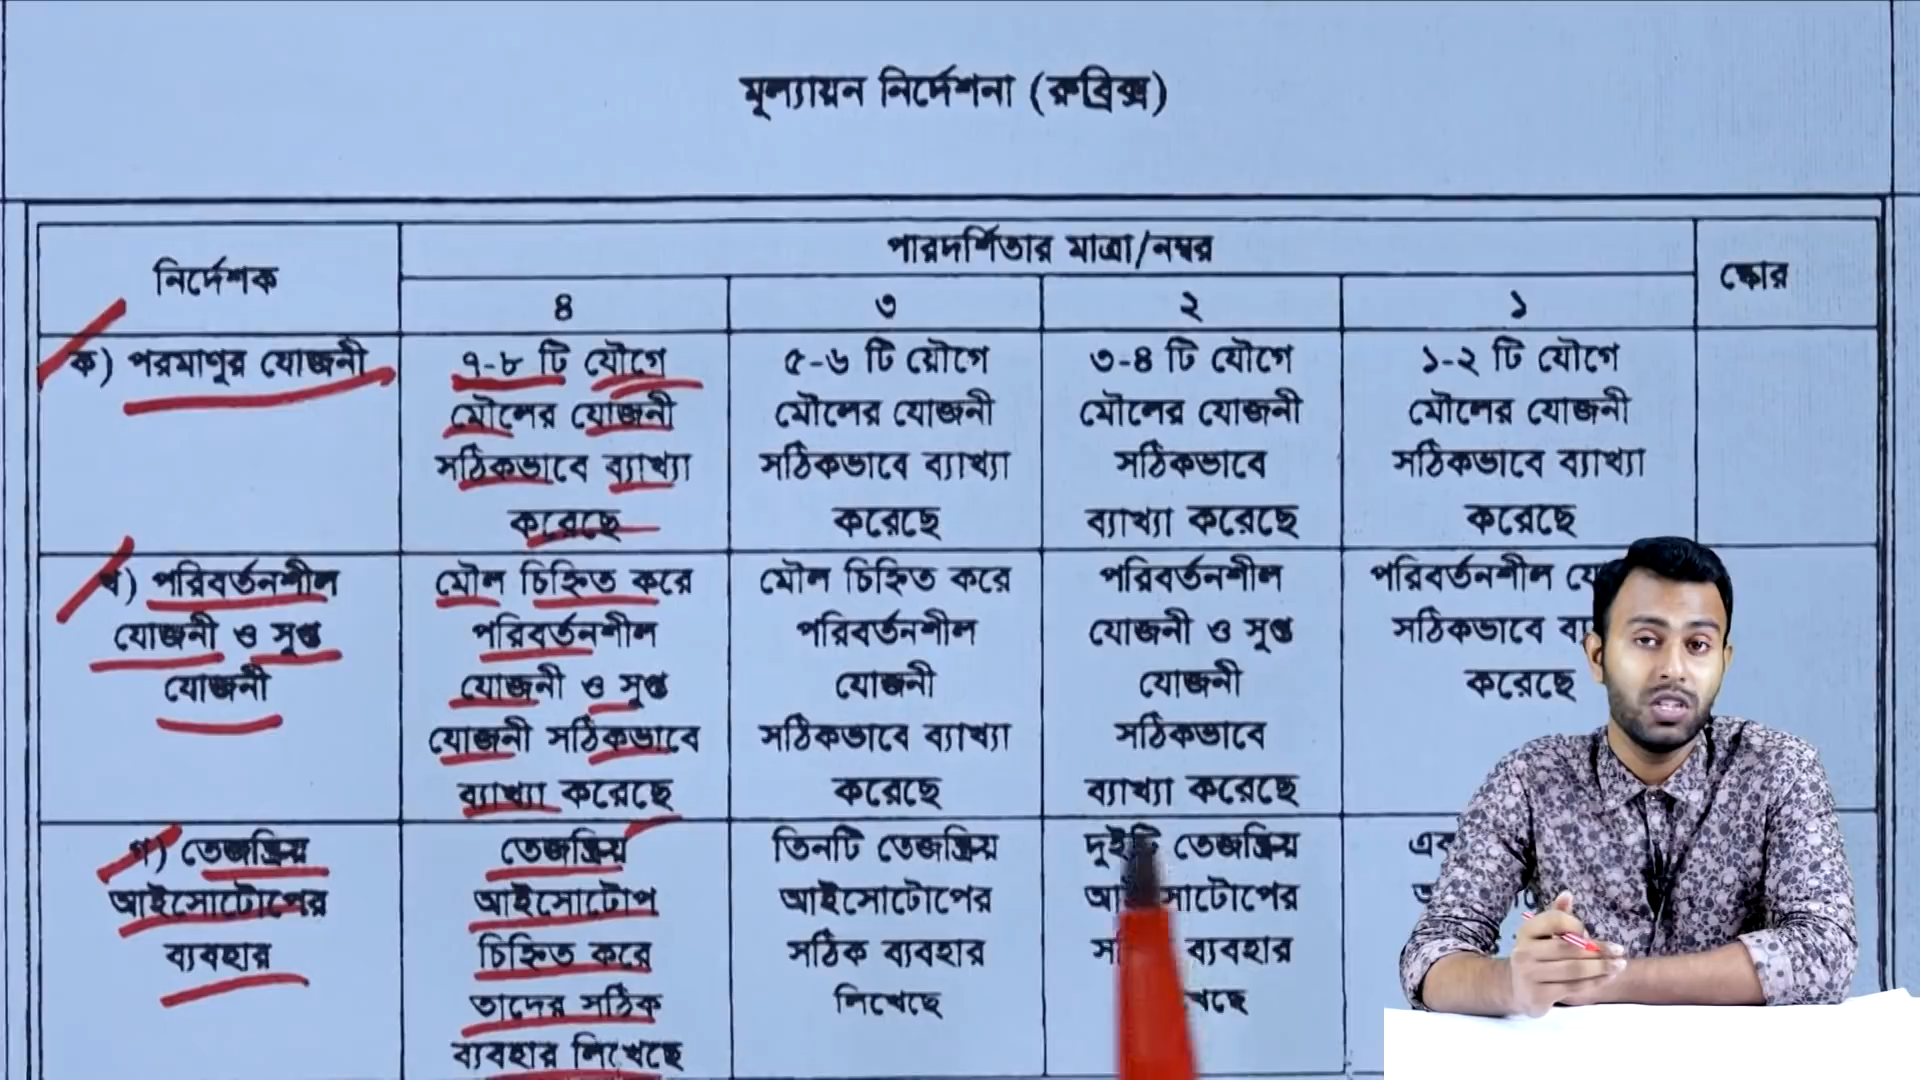 মূল্যায়ন নির্দেশনা (রুব্রিক্স)
নির্দেশক
পারদর্শিতার মাত্রা/নম্বর
স্কোর
৪
৩
২
১
ক) পরমাণুর যোজনী
৭-৮ টি যৌগে
মৌলের যোজনী
সঠিকভাবে ব্যাখ্যা
করেছে
৫-৬ টি যৌগে
মৌলের যোজনী
সঠিকভাবে ব্যাখ্যা
করেছে
৩-৪ টি যৌগে
মৌলের যোজনী
সঠিকভাবে
ব্যাখ্যা করেছে
১-২ টি যৌগে
মৌলের যোজনী
সঠিকভাবে ব্যাখ্যা
করেছে
খ) পরিবর্তনশীল
যোজনী ও সুপ্ত
যোজনী
মৌল চিহ্নিত করে
পরিবর্তনশীল
যোজনী ও সুপ্ত
যোজনী সঠিকভাবে
ব্যাখ্যা করেছে
মৌল চিহ্নিত করে
পরিবর্তনশীল
যোজনী
সঠিকভাবে ব্যাখ্যা
করেছে
পরিবর্তনশীল
যোজনী ও সুপ্ত
যোজনী
সঠিকভাবে
ব্যাখ্যা করেছে
পরিবর্তনশীল
সঠিকভাবে
করেছে
গ) তেজস্ক্রিয়
আইসোটোপের
ব্যবহার
তেজস্ক্রিয়
আইসোটোপ
চিহ্নিত করে
তাদের সঠিক
ব্যবহার লিখেছে
তিনটি তেজস্ক্রিয়
আইসোটোপের
সঠিক ব্যবহার
লিখেছে
দুইটি তেজস্ক্রিয়
আইসোটোপের
ব্যবহার